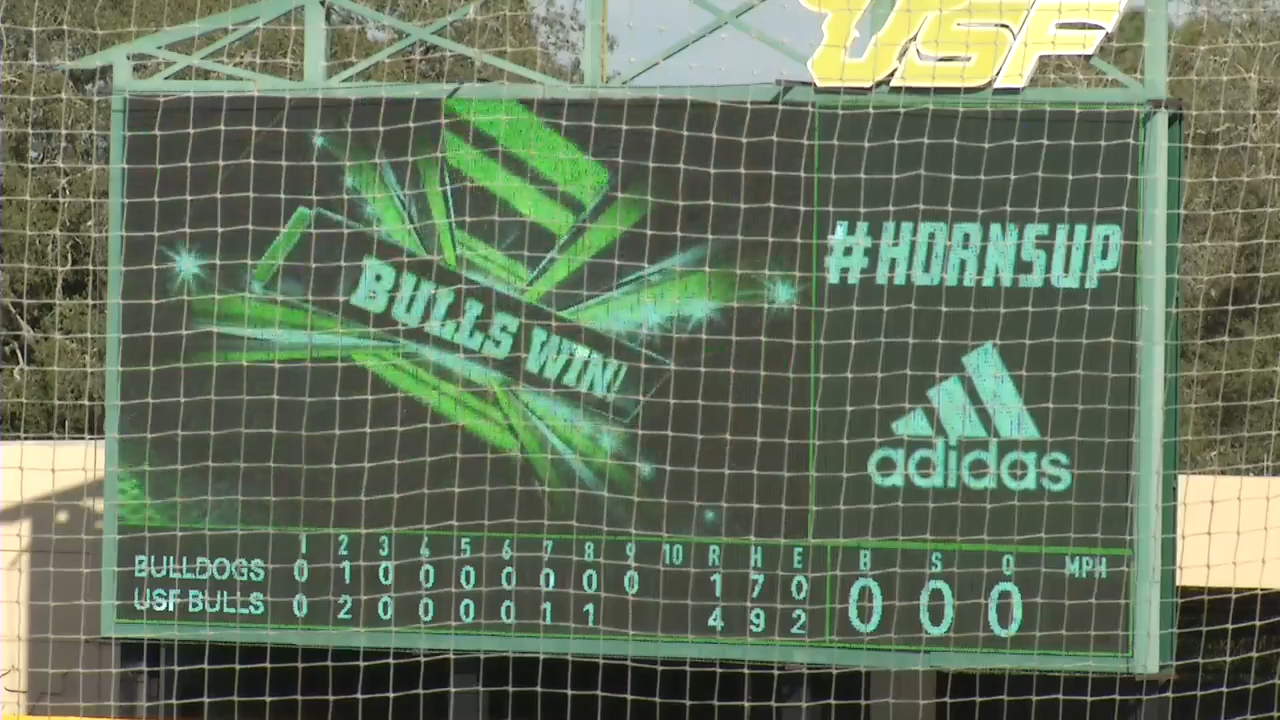 USF
BULLS WIN!
#HORNSUP
adidas
1 2 3 4 5 6 7 8 9 10 R H E B S O MPH
BULLDOGS 0 1 0 0 0 0 0 0 0 1 7 0
USF BULLS 0 2 0 0 0 0 1 1 4 9 2
0 0 0